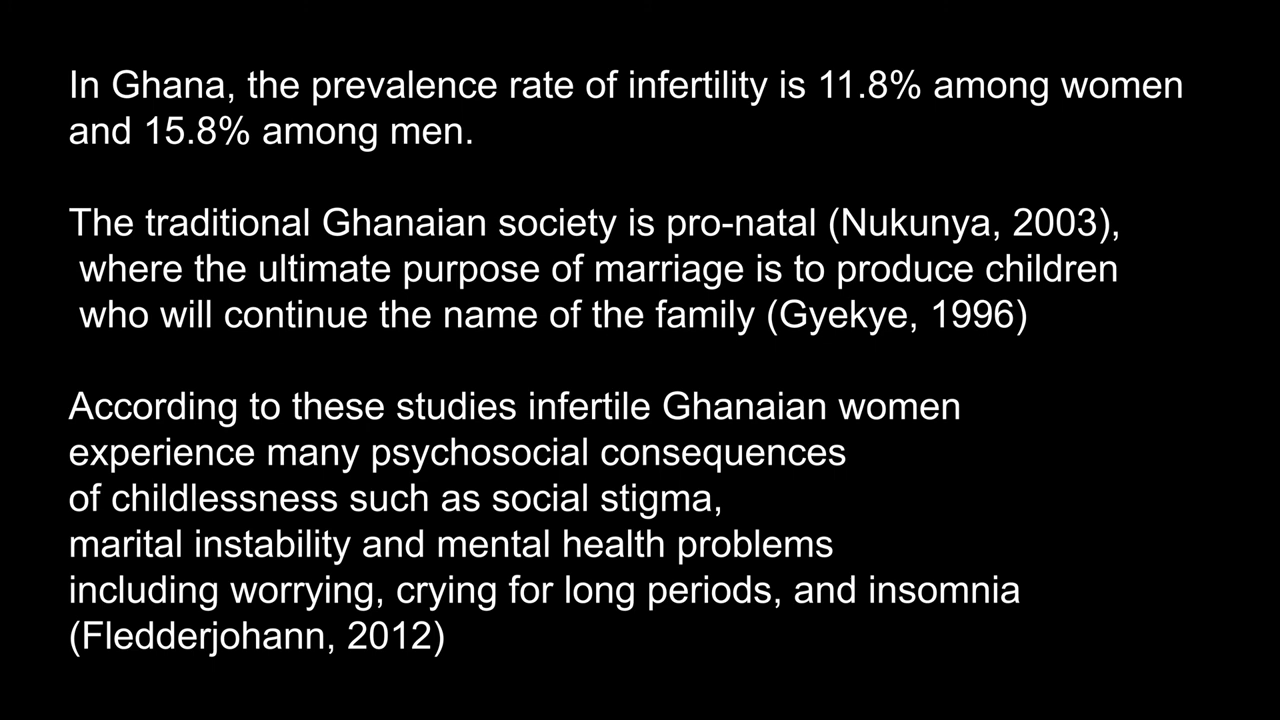 In Ghana, the prevalence rate of infertility is 11.8% among women
and 15.8% among men.
The traditional Ghanaian society is pro-natal (Nukunya, 2003),
where the ultimate purpose of marriage is to produce children
who will continue the name of the family (Gyekye, 1996)
According to these studies infertile Ghanaian women
experience many psychosocial consequences
of childlessness such as social stigma,
marital instability and mental health problems
including worrying, crying for long periods, and insomnia
(Fledderjohann, 2012)